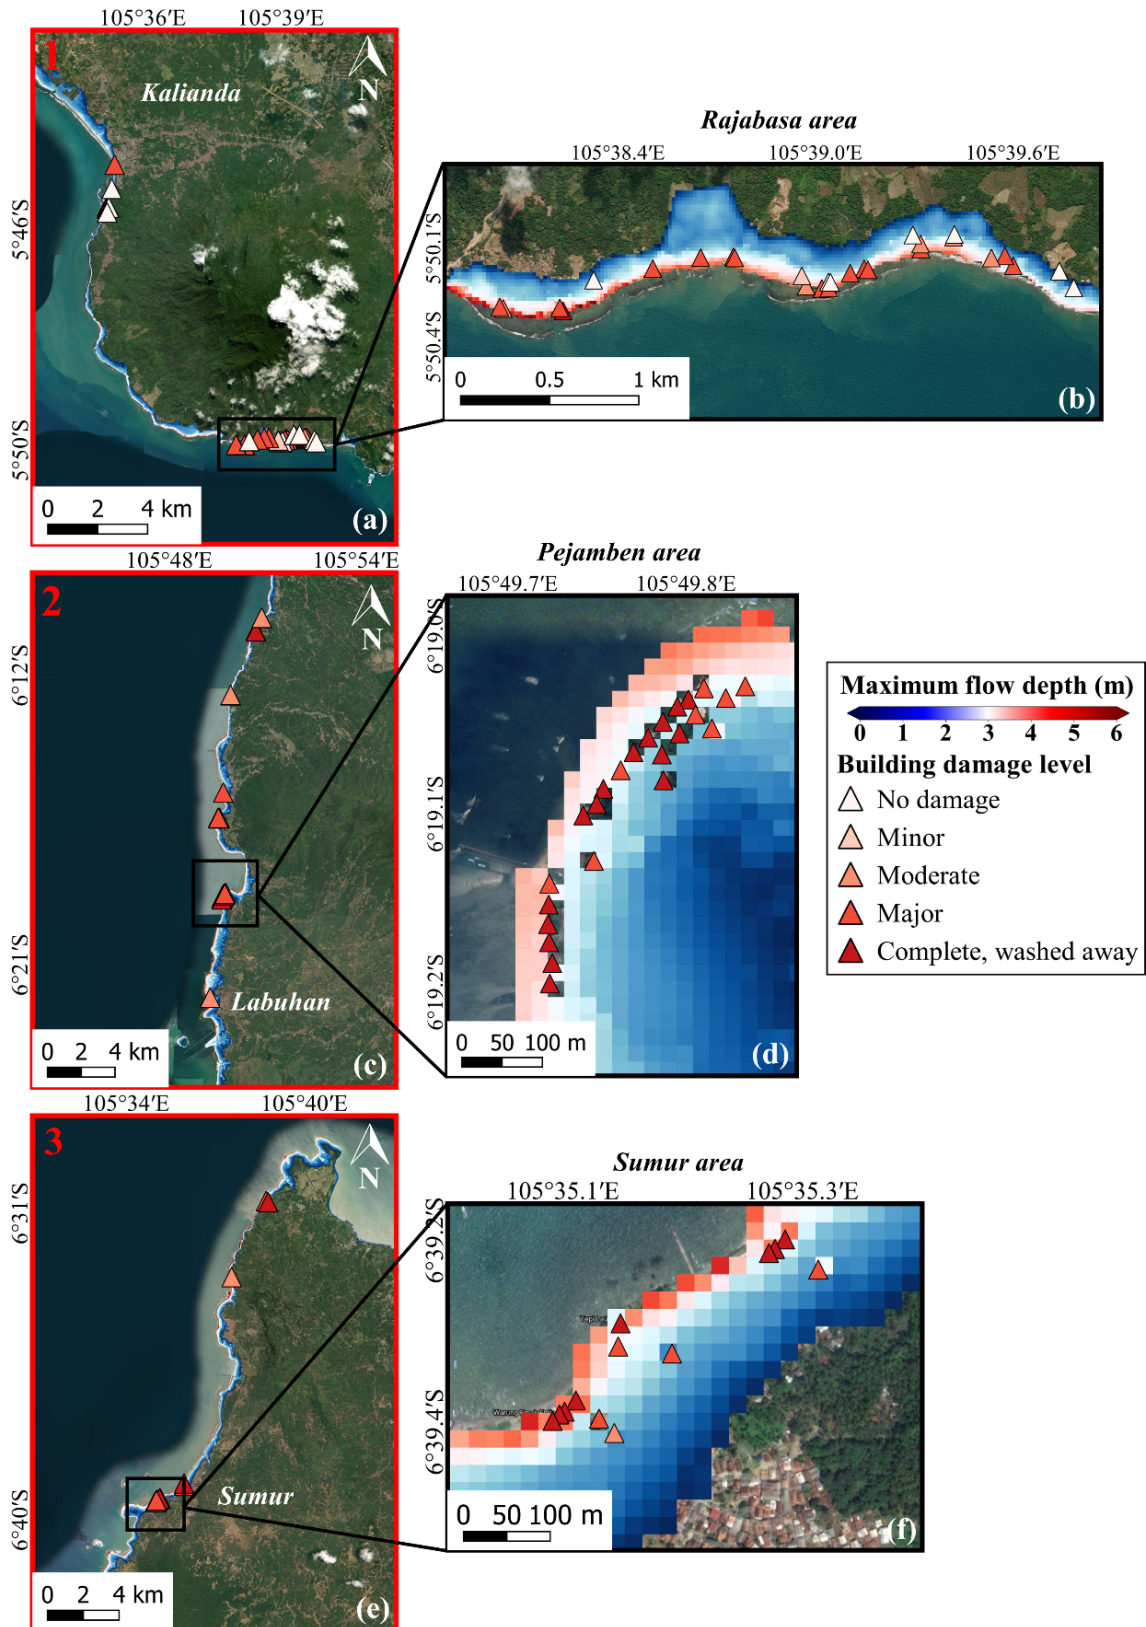 105°36′E 105°39′E
1
Kalianda
N
5°46′S
5°50′S
0 2 4 km
(a)
Rajabasa area
105°38.4′E 105°39.0′E 105°39.6′E
5°50.1′S
5°50.4′S
0 0.5 1 km
(b)
105°48′E 105°54′E
2
N
6°12′S
6°21′S
Labuhan
0 2 4 km
(c)
Pejamben area
105°49.7′E 105°49.8′E
6°19.0′S
6°19.1′S
6°19.2′S
0 50 100 m
(d)
Maximum flow depth (m)
0 1 2 3 4 5 6
Building damage level
No damage
Minor
Moderate
Major
Complete, washed away
105°34′E 105°40′E
3
N
6°31′S
6°40′S
Sumur
0 2 4 km
(e)
Sumur area
105°35.1′E 105°35.3′E
6°39.2′S
6°39.4′S
0 50 100 m
(f)